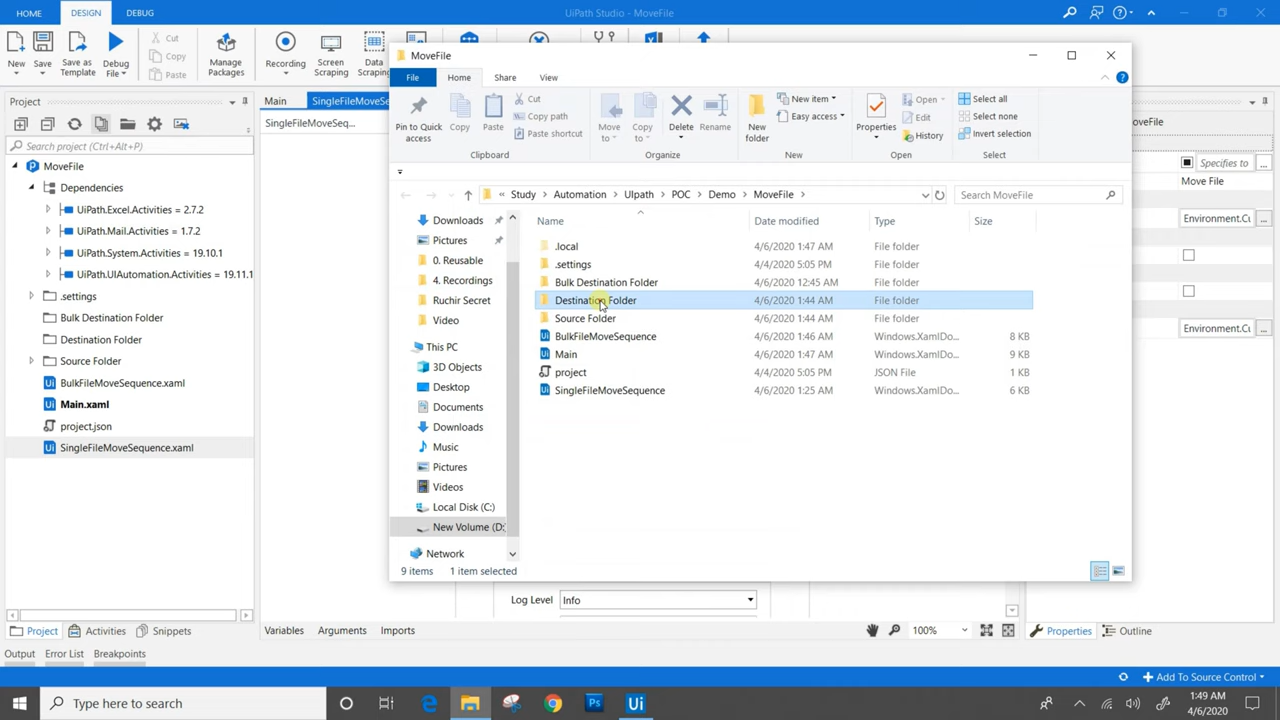 HOME DESIGN DEBUG UiPath Studio - MoveFile
New Save Save as Template Debug File Cut Copy Paste Manage Packages Recording Screen Scraping Data Scraping
Project
Search project (Ctrl+Alt+P)
MoveFile
Dependencies
UiPath.Excel.Activities = 2.7.2
UiPath.Mail.Activities = 1.7.2
UiPath.System.Activities = 19.10.1
UiPath.UIAutomation.Activities = 19.11.1
.settings
Bulk Destination Folder
Destination Folder
Source Folder
BulkFileMoveSequence.xaml
Main.xaml
project.json
SingleFileMoveSequence.xaml
Project Activities Snippets
Output Error List Breakpoints
Main SingleFileMoveSe
SingleFileMoveSeq...
MoveFile
File Home Share View
Pin to Quick access Copy Paste Cut Copy path Paste shortcut
Move to Copy to Delete Rename New folder New item Easy access
Properties Open Edit History Select all Select none Invert selection
Clipboard Organize New Open Select
« Study Automation UIpath POC Demo MoveFile Search MoveFile
Downloads
Pictures
0. Reusable
4. Recordings
Ruchir Secret
Video
This PC
3D Objects
Desktop
Documents
Downloads
Music
Pictures
Videos
Local Disk (C:)
New Volume (D:
Network
Name Date modified Type Size
.local 4/6/2020 1:47 AM File folder
.settings 4/4/2020 5:05 PM File folder
Bulk Destination Folder 4/6/2020 12:45 AM File folder
Destination Folder 4/6/2020 1:44 AM File folder
Source Folder 4/6/2020 1:44 AM File folder
BulkFileMoveSequence 4/6/2020 1:46 AM Windows.XamlDo... 8 KB
Main 4/6/2020 1:47 AM Windows.XamlDo... 9 KB
project 4/4/2020 5:05 PM JSON File 1 KB
SingleFileMoveSequence 4/6/2020 1:25 AM Windows.XamlDo... 6 KB
9 items 1 item selected
oveFile
Specifies to ...
Move File
Environment.Cu ...
Environment.Cu ...
Log Level Info
Variables Arguments Imports 100%
Properties Outline
Add To Source Control
Type here to search
Ps Ui
1:49 AM
4/6/2020